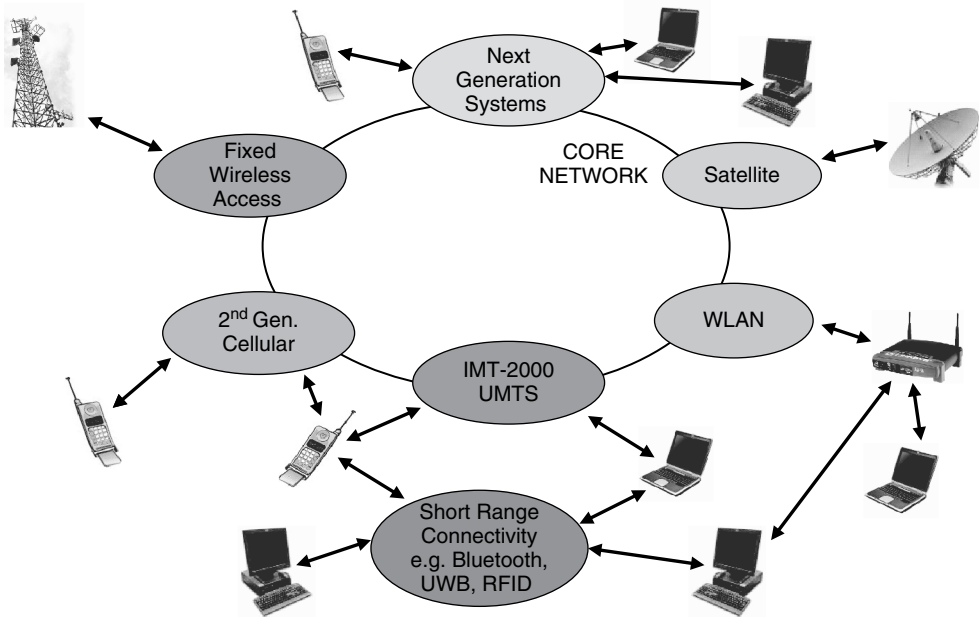 Next
Generation
Systems
CORE
NETWORK
Fixed
Wireless
Access
Satellite
2nd Gen.
Cellular
WLAN
IMT-2000
UMTS
Short Range
Connectivity
e.g. Bluetooth,
UWB, RFID